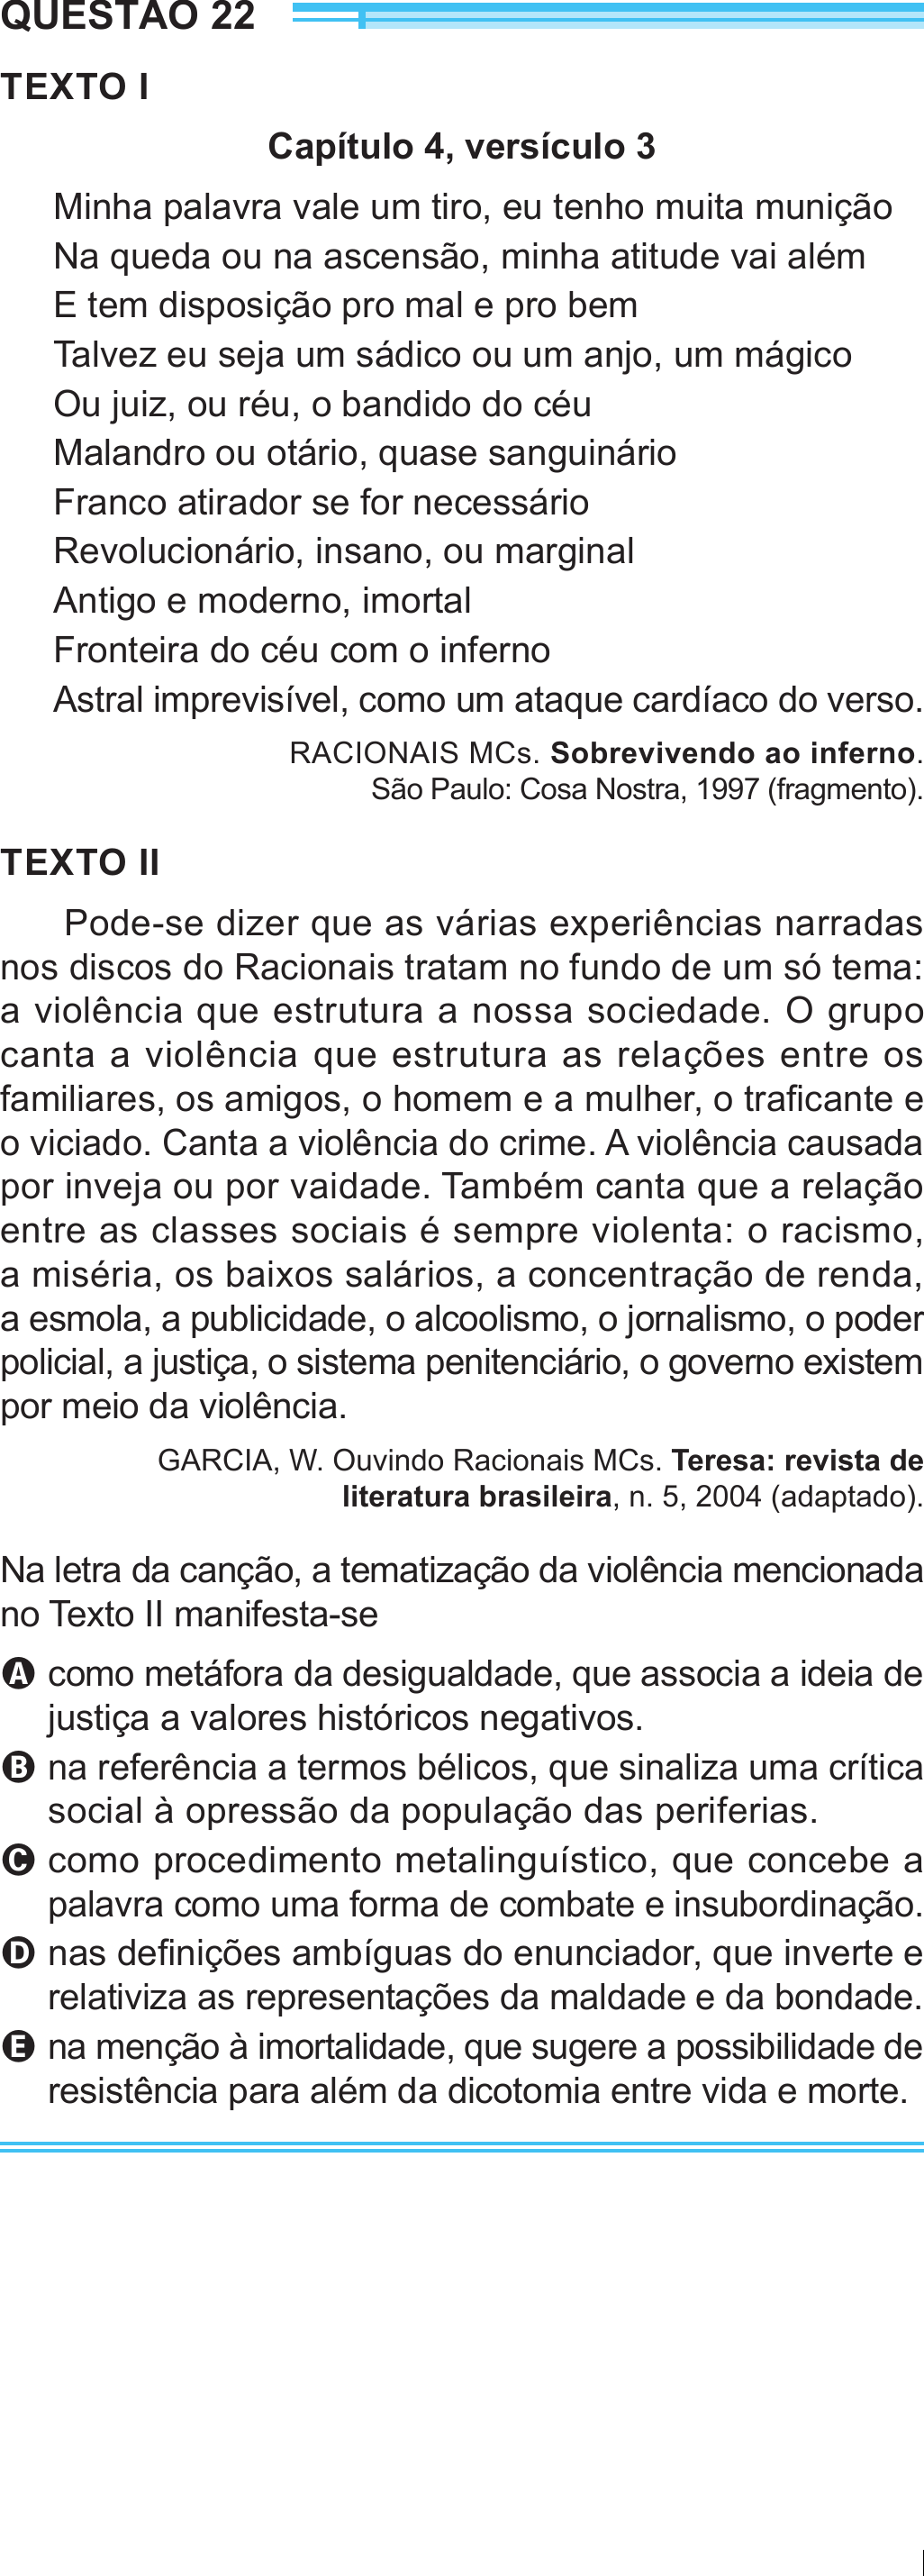 QUESTÃO 22
TEXTO I
Capítulo 4, versículo 3
Minha palavra vale um tiro, eu tenho muita munição
Na queda ou na ascensão, minha atitude vai além
E tem disposição pro mal e pro bem
Talvez eu seja um sádico ou um anjo, um mágico
Ou juiz, ou réu, o bandido do céu
Malandro ou otário, quase sanguinário
Franco atirador se for necessário
Revolucionário, insano, ou marginal
Antigo e moderno, imortal
Fronteira do céu com o inferno
Astral imprevisível, como um ataque cardíaco do verso.
RACIONAIS MCs. Sobrevivendo ao inferno.
São Paulo: Cosa Nostra, 1997 (fragmento).
TEXTO II
Pode-se dizer que as várias experiências narradas
nos discos do Racionais tratam no fundo de um só tema:
a violência que estrutura a nossa sociedade. O grupo
canta a violência que estrutura as relações entre os
familiares, os amigos, o homem e a mulher, o traficante e
o viciado. Canta a violência do crime. A violência causada
por inveja ou por vaidade. Também canta que a relação
entre as classes sociais é sempre violenta: o racismo,
a miséria, os baixos salários, a concentração de renda,
a esmola, a publicidade, o alcoolismo, o jornalismo, o poder
policial, a justiça, o sistema penitenciário, o governo existem
por meio da violência.
GARCIA, W. Ouvindo Racionais MCs. Teresa: revista de
literatura brasileira, n. 5, 2004 (adaptado).
Na letra da canção, a tematização da violência mencionada
no Texto II manifesta-se
A como metáfora da desigualdade, que associa a ideia de
justiça a valores históricos negativos.
B na referência a termos bélicos, que sinaliza uma crítica
social à opressão da população das periferias.
C como procedimento metalinguístico, que concebe a
palavra como uma forma de combate e insubordinação.
D nas definições ambíguas do enunciador, que inverte e
relativiza as representações da maldade e da bondade.
E na menção à imortalidade, que sugere a possibilidade de
resistência para além da dicotomia entre vida e morte.